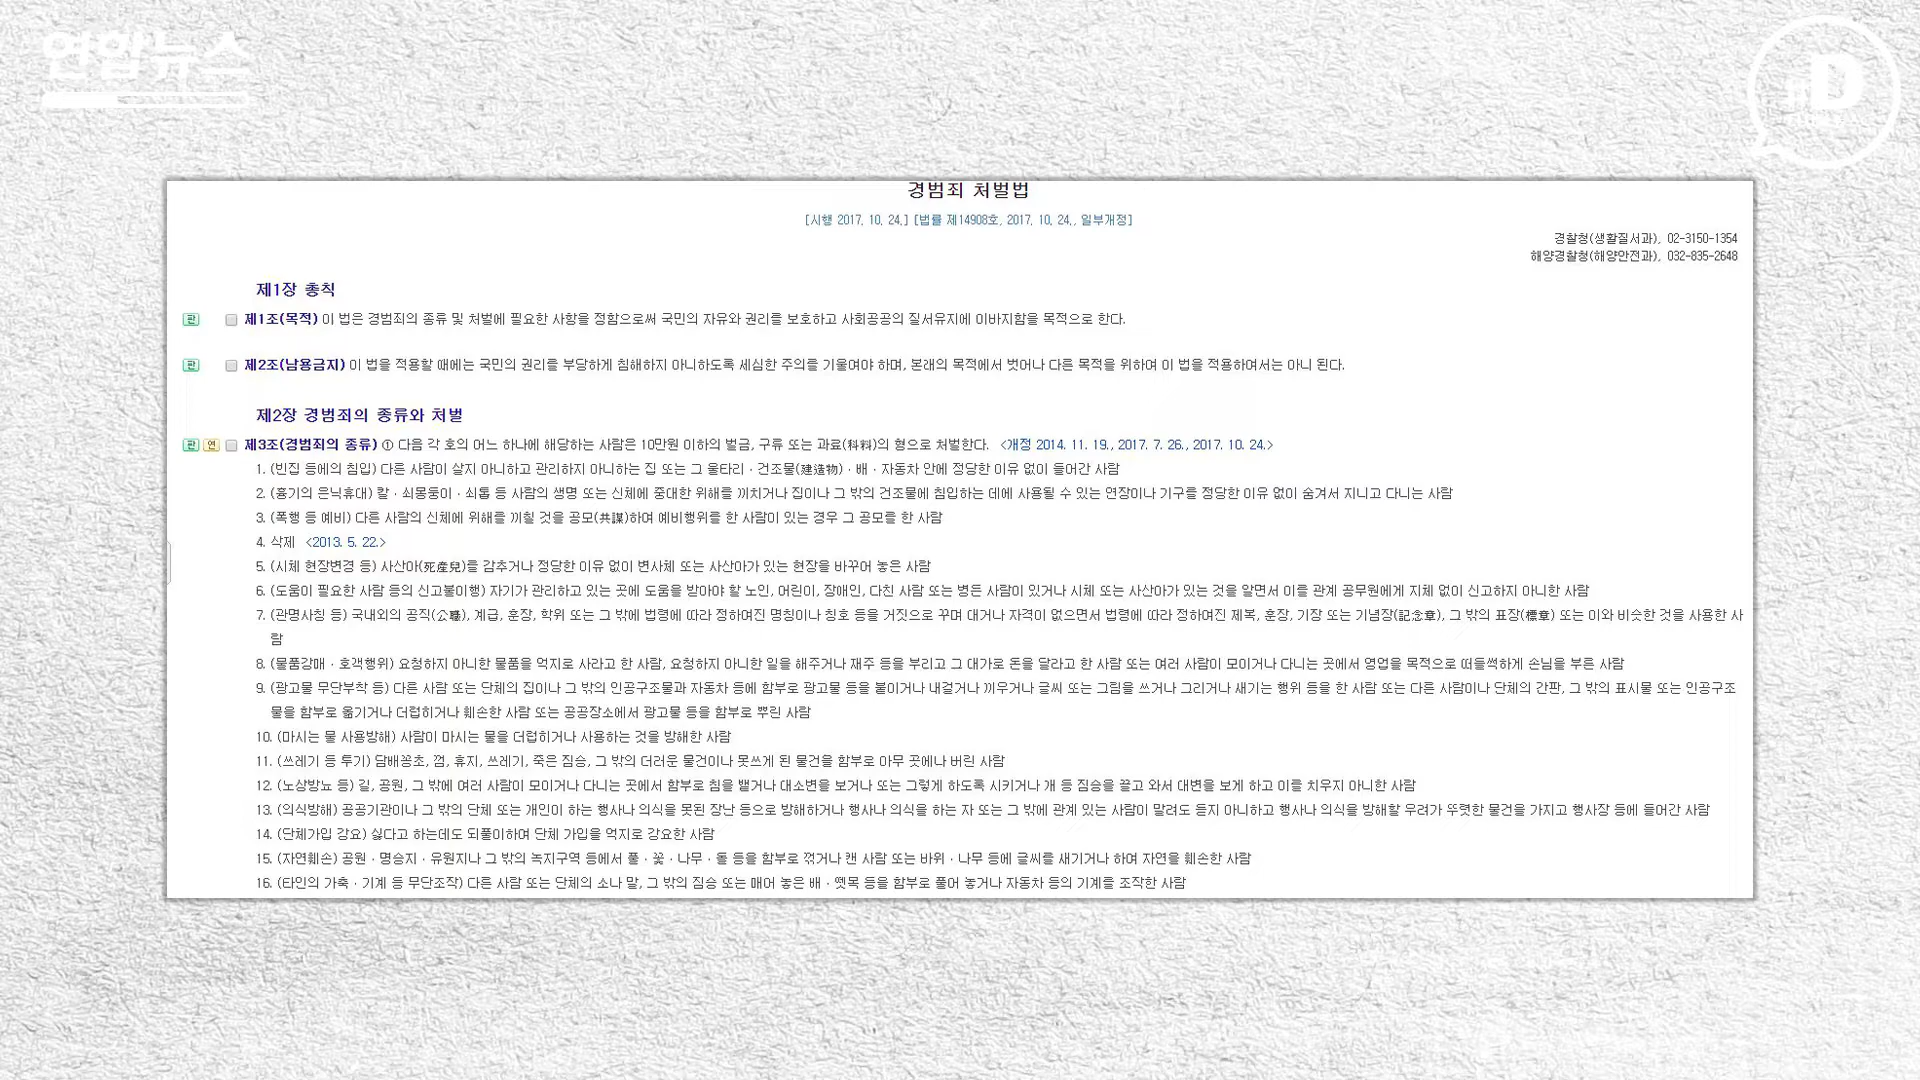 연합뉴스
D
경범죄 처벌법
[시행 2017. 10. 24.] [법률 제14908호, 2017. 10. 24., 일부개정]
경찰청(생활질서과), 02-3150-1354
해양경찰청(해양안전과), 032-835-2648
제1장 총칙
판 제1조(목적) 이 법은 경범죄의 종류 및 처벌에 필요한 사항을 정함으로써 국민의 자유와 권리를 보호하고 사회공공의 질서유지에 이바지함을 목적으로 한다.
판 제2조(남용금지) 이 법을 적용할 때에는 국민의 권리를 부당하게 침해하지 아니하도록 세심한 주의를 기울여야 하며, 본래의 목적에서 벗어나 다른 목적을 위하여 이 법을 적용하여서는 아니 된다.
제2장 경범죄의 종류와 처벌
판 연 제3조(경범죄의 종류) ① 다음 각 호의 어느 하나에 해당하는 사람은 10만원 이하의 벌금, 구류 또는 과료(科料)의 형으로 처벌한다. <개정 2014. 11. 19., 2017. 7. 26., 2017. 10. 24.>
1. (빈집 등에의 침입) 다른 사람이 살지 아니하고 관리하지 아니하는 집 또는 그 울타리ㆍ건조물(建造物)ㆍ배ㆍ자동차 안에 정당한 이유 없이 들어간 사람
2. (흉기의 은닉휴대) 칼ㆍ쇠몽둥이ㆍ쇠톱 등 사람의 생명 또는 신체에 중대한 위해를 끼치거나 집이나 그 밖의 건조물에 침입하는 데에 사용될 수 있는 연장이나 기구를 정당한 이유 없이 숨겨서 지니고 다니는 사람
3. (폭행 등 예비) 다른 사람의 신체에 위해를 끼칠 것을 공모(共謀)하여 예비행위를 한 사람이 있는 경우 그 공모를 한 사람
4. 삭제 <2013. 5. 22.>
5. (시체 현장변경 등) 사산아(死産兒)를 감추거나 정당한 이유 없이 변사체 또는 사산아가 있는 현장을 바꾸어 놓은 사람
6. (도움이 필요한 사람 등의 신고불이행) 자기가 관리하고 있는 곳에 도움을 받아야 할 노인, 어린이, 장애인, 다친 사람 또는 병든 사람이 있거나 시체 또는 사산아가 있는 것을 알면서 이를 관계 공무원에게 지체 없이 신고하지 아니한 사람
7. (관명사칭 등) 국내외의 공직(公職), 계급, 훈장, 학위 또는 그 밖에 법령에 따라 정하여진 명칭이나 칭호 등을 거짓으로 꾸며 대거나 자격이 없으면서 법령에 따라 정하여진 제복, 훈장, 기장 또는 기념장(記念章), 그 밖의 표장(標章) 또는 이와 비슷한 것을 사용한 사
람
8. (물품강매ㆍ호객행위) 요청하지 아니한 물품을 억지로 사라고 한 사람, 요청하지 아니한 일을 해주거나 재주 등을 부리고 그 대가로 돈을 달라고 한 사람 또는 여러 사람이 모이거나 다니는 곳에서 영업을 목적으로 떠들썩하게 손님을 부른 사람
9. (광고물 무단부착 등) 다른 사람 또는 단체의 집이나 그 밖의 인공구조물과 자동차 등에 함부로 광고물 등을 붙이거나 내걸거나 끼우거나 글씨 또는 그림을 쓰거나 그리거나 새기는 행위 등을 한 사람 또는 다른 사람이나 단체의 간판, 그 밖의 표시물 또는 인공구조
물을 함부로 옮기거나 더럽히거나 훼손한 사람 또는 공공장소에서 광고물 등을 함부로 뿌린 사람
10. (마시는 물 사용방해) 사람이 마시는 물을 더럽히거나 사용하는 것을 방해한 사람
11. (쓰레기 등 투기) 담배꽁초, 껌, 휴지, 쓰레기, 죽은 짐승, 그 밖의 더러운 물건이나 못쓰게 된 물건을 함부로 아무 곳에나 버린 사람
12. (노상방뇨 등) 길, 공원, 그 밖에 여러 사람이 모이거나 다니는 곳에서 함부로 침을 뱉거나 대소변을 보거나 또는 그렇게 하도록 시키거나 개 등 짐승을 끌고 와서 대변을 보게 하고 이를 치우지 아니한 사람
13. (의식방해) 공공기관이나 그 밖의 단체 또는 개인이 하는 행사나 의식을 못된 장난 등으로 방해하거나 행사나 의식을 하는 자 또는 그 밖에 관계 있는 사람이 말려도 듣지 아니하고 행사나 의식을 방해할 우려가 뚜렷한 물건을 가지고 행사장 등에 들어간 사람
14. (단체가입 강요) 싫다고 하는데도 되풀이하여 단체 가입을 억지로 강요한 사람
15. (자연훼손) 공원ㆍ명승지ㆍ유원지나 그 밖의 녹지구역 등에서 풀ㆍ꽃ㆍ나무ㆍ돌 등을 함부로 꺾거나 캔 사람 또는 바위ㆍ나무 등에 글씨를 새기거나 하여 자연을 훼손한 사람
16. (타인의 가축ㆍ기계 등 무단조작) 다른 사람 또는 단체의 소나 말, 그 밖의 짐승 또는 매어 놓은 배ㆍ뗏목 등을 함부로 풀어 놓거나 자동차 등의 기계를 조작한 사람